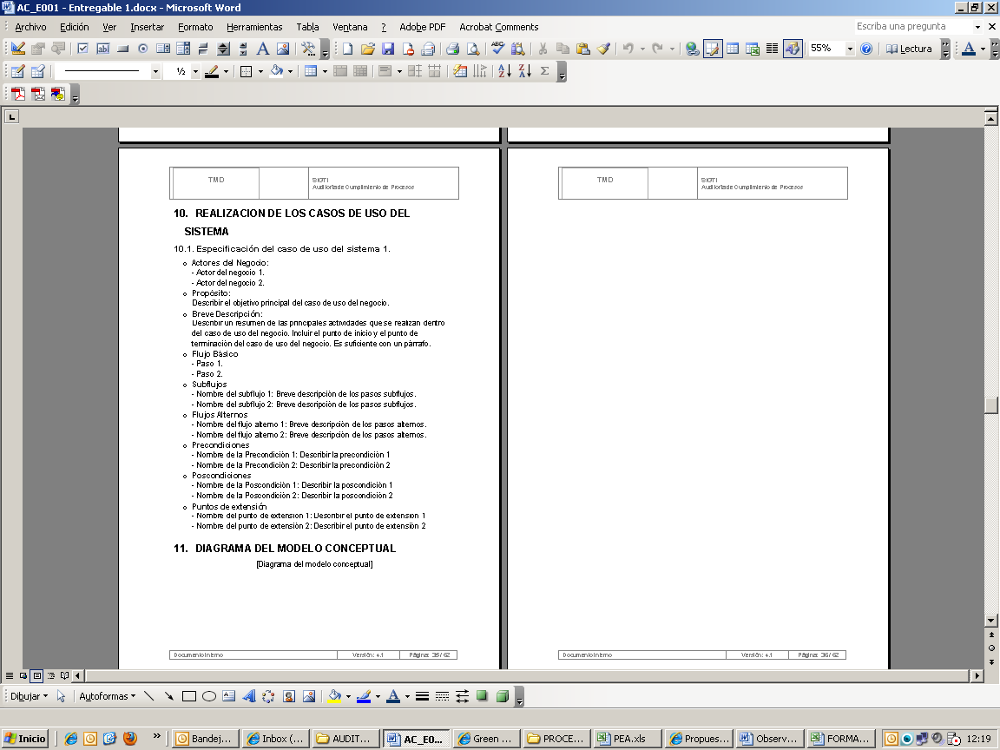 AC_E001 - Entregable 1.docx - Microsoft Word
Archivo Edición Ver Insertar Formato Herramientas Tabla Ventana ? Adobe PDF Acrobat Comments
Escriba una pregunta
55% Lectura
½
TMD
SIGTI
Auditoría de Cumplimiento de Procesos
10. REALIZACION DE LOS CASOS DE USO DEL
SISTEMA
10.1. Especificación del caso de uso del sistema 1.
o Actores del Negocio:
- Actor del negocio 1.
- Actor del negocio 2.
o Propósito:
Describir el objetivo principal del caso de uso del negocio.
o Breve Descripción:
Describir un resumen de las principales actividades que se realizan dentro
del caso de uso del negocio. Incluir el punto de inicio y el punto de
terminación del caso de uso del negocio. Es suficiente con un párrafo.
o Flujo Básico
- Paso 1.
- Paso 2.
o Subflujos
- Nombre del subflujo 1: Breve descripción de los pasos subflujos.
- Nombre del subflujo 2: Breve descripción de los pasos subflujos.
o Flujos Alternos
- Nombre del flujo alterno 1: Breve descripción de los pasos alternos.
- Nombre del flujo alterno 2: Breve descripción de los pasos alternos.
o Precondiciones
- Nombre de la Precondición 1: Describir la precondición 1
- Nombre de la Precondición 2: Describir la precondición 2
o Poscondiciones
- Nombre de la Poscondición 1: Describir la poscondición 1
- Nombre de la Poscondición 2: Describir la poscondición 2
o Puntos de extensión
- Nombre del punto de extensión 1: Describir el punto de extensión 1
- Nombre del punto de extensión 2: Describir el punto de extensión 2
11. DIAGRAMA DEL MODELO CONCEPTUAL
[Diagrama del modelo conceptual]
Documento Interno Versión: 4.1 Página: 35/ 62
TMD
SIGTI
Auditoría de Cumplimiento de Procesos
Documento Interno Versión: 4.1 Página: 36/ 62
Dibujar Autoformas
Inicio » Bandej... Inbox (... AUDIT... AC_E0... Green ... PROCE... PEA.xls Propues... Observ... FORMA... 12:19